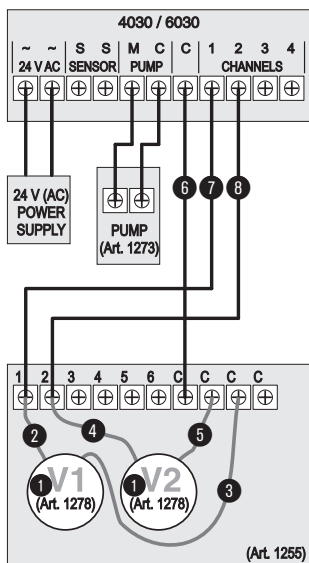 4030 / 6030
~ ~ S S M C C 1 2 3 4
24 V AC SENSOR PUMP CHANNELS
24 V (AC)
POWER
SUPPLY
PUMP
(Art. 1273)
6 7 8
1 2 3 4 5 6 C C C C
2 4 5
1 V1 1 V2 3
(Art. 1278) (Art. 1278)
(Art. 1255)